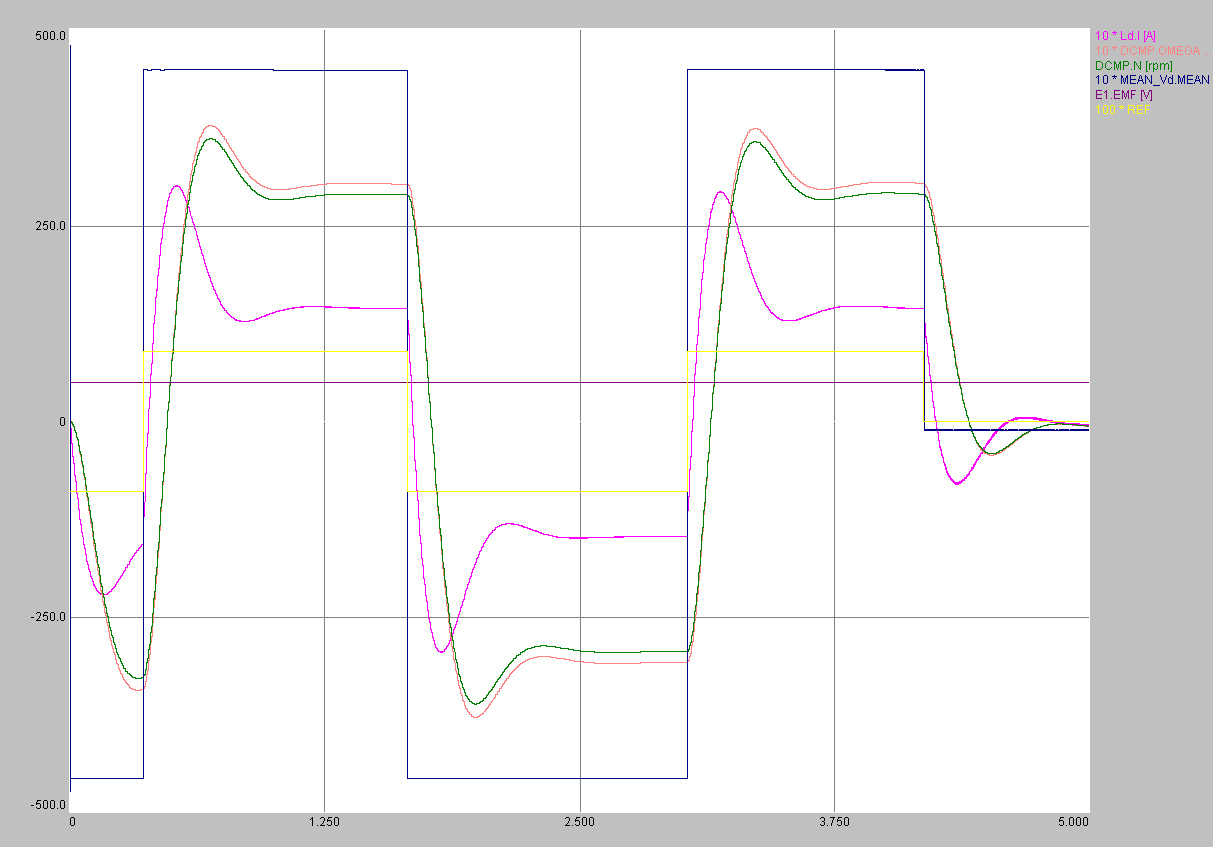 500.0
250.0
0
-250.0
-500.0
0
1.250
2.500
3.750
5.000
10 * Ld.I [A]
10 * DCMP.OMEGA...
DCMP.N [rpm]
10 * MEAN_Vd.MEAN
E1.EMF [V]
100 * REF